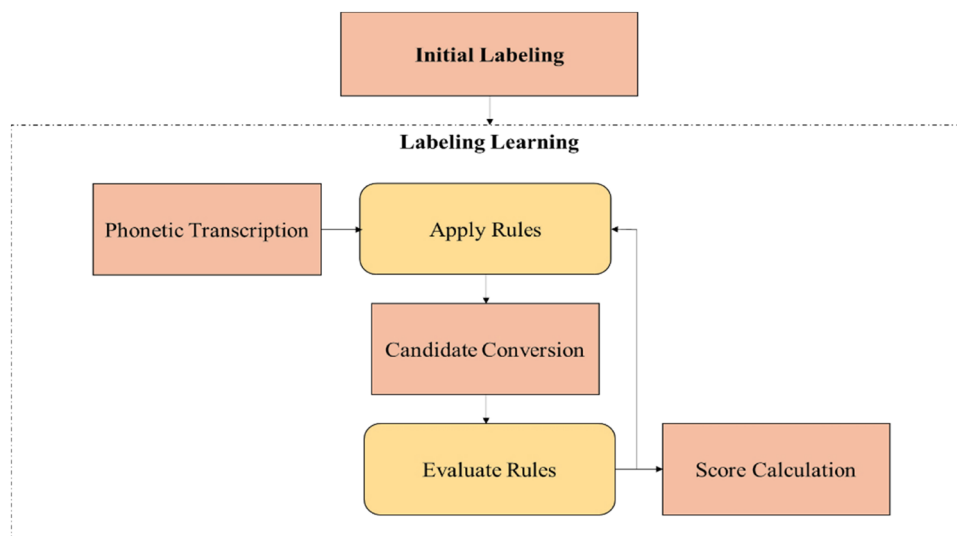 Initial Labeling
Labeling Learning
Phonetic Transcription
Apply Rules
Candidate Conversion
Evaluate Rules
Score Calculation